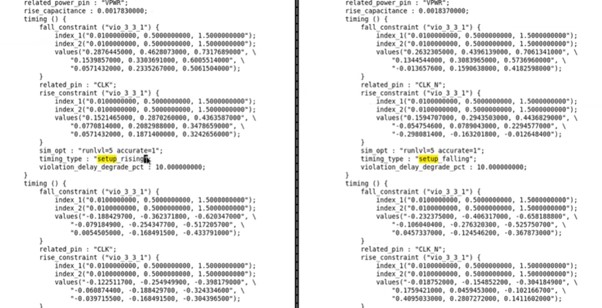 related_power_pin : "VPWR";
rise_capacitance : 0.0017830000;
timing () {
fall_constraint ("vio_3_3_1") {
index_1("0.0100000000, 0.5000000000, 1.5000000000");
index_2("0.0100000000, 0.5000000000, 1.5000000000");
values("0.2876445000, 0.4628073000, 0.7317689000", \
"0.1539857000, 0.3303691000, 0.6005514000", \
"0.0571432000, 0.2335267000, 0.5061504000");
}
related_pin : "CLK";
rise_constraint ("vio_3_3_1") {
index_1("0.0100000000, 0.5000000000, 1.5000000000");
index_2("0.0100000000, 0.5000000000, 1.5000000000");
values("0.1521465000, 0.2870268000, 0.4363587000", \
"0.0770814000, 0.2082988000, 0.3478659000", \
"0.0571432000, 0.1871400000, 0.3242656000");
}
sim_opt : "runlvl=5 accurate=1";
timing_type : "setup_rising
violation_delay_degrade_pct : 10.000000000;
}
timing () {
fall_constraint ("vio_3_3_1") {
index_1("0.0100000000, 0.5000000000, 1.5000000000");
index_2("0.0100000000, 0.5000000000, 1.5000000000");
values("-0.188429700, -0.362371800, -0.620347000", \
"-0.079184900, -0.254347700, -0.517205700", \
"0.0054505000, -0.168491500, -0.433791000");
}
related_pin : "CLK";
rise_constraint ("vio_3_3_1") {
index_1("0.0100000000, 0.5000000000, 1.5000000000");
index_2("0.0100000000, 0.5000000000, 1.5000000000");
values("-0.122511700, -0.254949900, -0.398179000", \
"-0.060874400, -0.188429700, -0.324334600", \
"-0.039715500, -0.168491500, -0.304396500");
related_power_pin : "VPWR";
rise_capacitance : 0.0018370000;
timing () {
fall_constraint ("vio_3_3_1") {
index_1("0.0100000000, 0.5000000000, 1.5000000000");
index_2("0.0100000000, 0.5000000000, 1.5000000000");
values("0.2632305000, 0.4396139000, 0.7061341000", \
"0.1344544000, 0.3083965000, 0.5736960000", \
"-0.013657600, 0.1590638000, 0.4182598000");
}
related_pin : "CLK_N";
rise_constraint ("vio_3_3_1") {
index_1("0.0100000000, 0.5000000000, 1.5000000000");
index_2("0.0100000000, 0.5000000000, 1.5000000000");
values("0.1594707000, 0.2943503000, 0.4436829000", \
"-0.054754600, 0.0789043000, 0.2294577000", \
"-0.298081400, -0.163201800, -0.012648400");
}
sim_opt : "runlvl=5 accurate=1";
timing_type : "setup_falling";
violation_delay_degrade_pct : 10.000000000;
}
timing () {
fall_constraint ("vio_3_3_1") {
index_1("0.0100000000, 0.5000000000, 1.5000000000");
index_2("0.0100000000, 0.5000000000, 1.5000000000");
values("-0.232375000, -0.406317000, -0.658188800", \
"-0.106040400, -0.276320300, -0.525750700", \
"0.0457337000, -0.124546200, -0.367873000");
}
related_pin : "CLK_N";
rise_constraint ("vio_3_3_1") {
index_1("0.0100000000, 0.5000000000, 1.5000000000");
index_2("0.0100000000, 0.5000000000, 1.5000000000");
values("-0.018752000, -0.154852200, -0.304184900", \
"0.1759421000, 0.0459453000, -0.102166700", \
"0.4095033000, 0.2807272000, 0.1411160000");